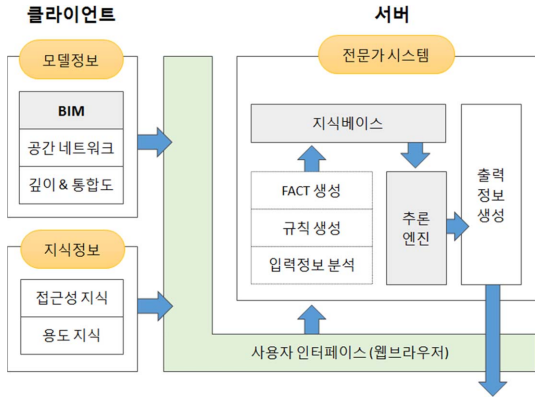 클라이언트
서버
모델정보
BIM
공간 네트워크
깊이 & 통합도
지식정보
접근성 지식
용도 지식
전문가 시스템
지식베이스
FACT 생성
규칙 생성
입력정보 분석
추론
엔진
출력
정보
생성
사용자 인터페이스 (웹브라우저)